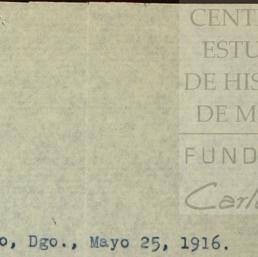 CENT
ESTU
DE HIS
DE M
FUND
Carl
o, Dgo., Mayo 25, 1916.